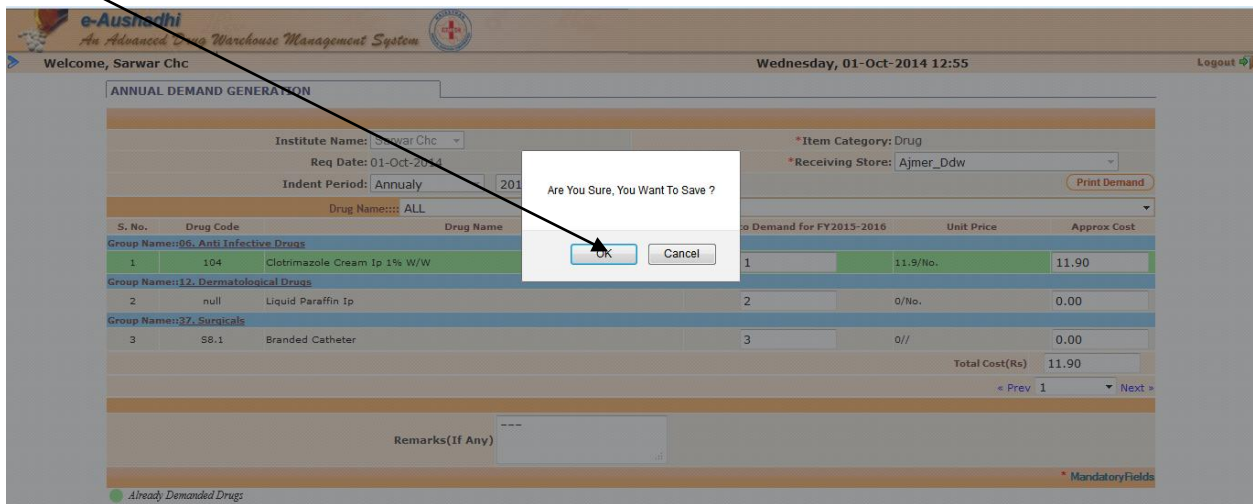 e-Aushadhi
An Advanced Drug Warehouse Management System
Welcome, Sarwar Chc Wednesday, 01-Oct-2014 12:55 Logout
ANNUAL DEMAND GENERATION
Institute Name: Sarwar Chc *Item Category: Drug
Req Date: 01-Oct-2014 *Receiving Store: Ajmer_Ddw
Indent Period: Annualy 201 Print Demand
Are You Sure, You Want To Save ?
OK Cancel
Drug Name:::: ALL
S. No. Drug Code Drug Name to Demand for FY2015-2016 Unit Price Approx Cost
Group Name::06. Anti Infective Drugs
1 104 Clotrimazole Cream Ip 1% W/W 1 11.9/No. 11.90
Group Name::12. Dermatological Drugs
2 null Liquid Paraffin Ip 2 0/No. 0.00
Group Name::37. Surgicals
3 S8.1 Branded Catheter 3 0// 0.00
Total Cost(Rs) 11.90
« Prev 1 Next »
Remarks(If Any) ---
* MandatoryFields
Already Demanded Drugs